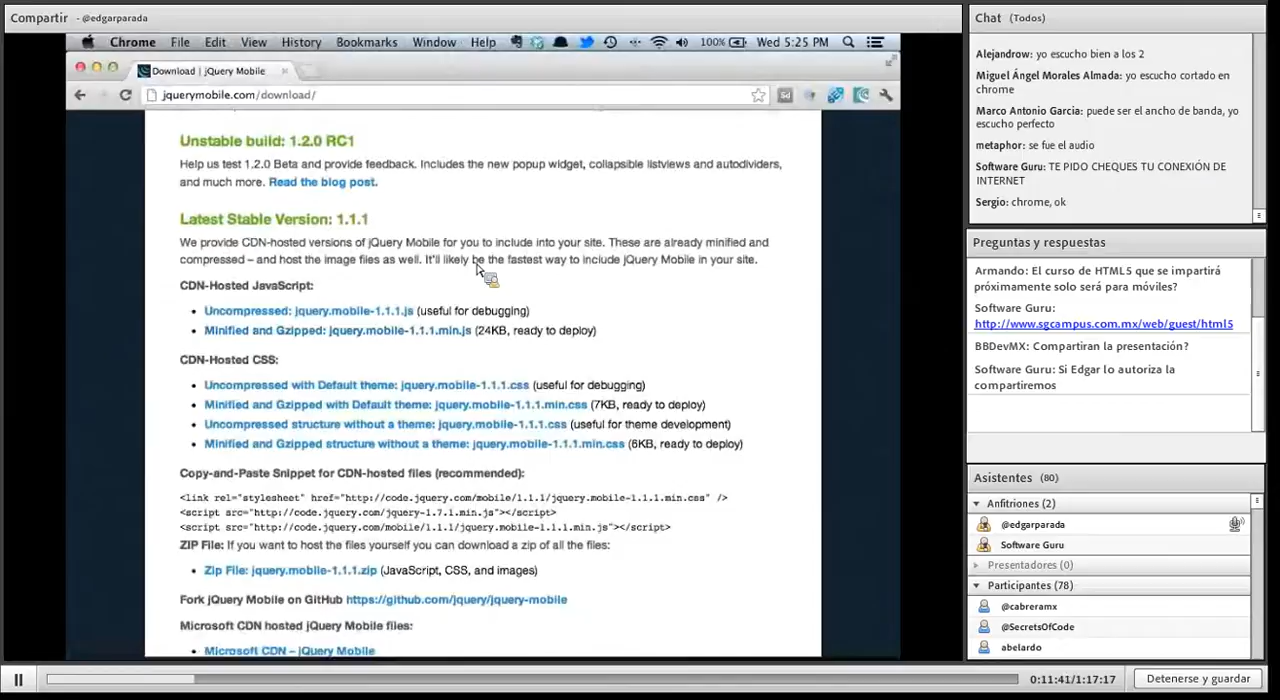 Compartir - @edgarparada
Chrome File Edit View History Bookmarks Window Help 100% Wed 5:25 PM
Download | jQuery Mobile
jquerymobile.com/download/
Unstable build: 1.2.0 RC1
Help us test 1.2.0 Beta and provide feedback. Includes the new popup widget, collapsible listviews and autodividers,
and much more. Read the blog post.
Latest Stable Version: 1.1.1
We provide CDN-hosted versions of jQuery Mobile for you to include into your site. These are already minified and
compressed – and host the image files as well. It'll likely be the fastest way to include jQuery Mobile in your site.
CDN-Hosted JavaScript:
• Uncompressed: jquery.mobile-1.1.1.js (useful for debugging)
• Minified and Gzipped: jquery.mobile-1.1.1.min.js (24KB, ready to deploy)
CDN-Hosted CSS:
• Uncompressed with Default theme: jquery.mobile-1.1.1.css (useful for debugging)
• Minified and Gzipped with Default theme: jquery.mobile-1.1.1.min.css (7KB, ready to deploy)
• Uncompressed structure without a theme: jquery.mobile-1.1.1.css (useful for theme development)
• Minified and Gzipped structure without a theme: jquery.mobile-1.1.1.min.css (6KB, ready to deploy)
Copy-and-Paste Snippet for CDN-hosted files (recommended):
<link rel="stylesheet" href="http://code.jquery.com/mobile/1.1.1/jquery.mobile-1.1.1.min.css" />
<script src="http://code.jquery.com/jquery-1.7.1.min.js"></script>
<script src="http://code.jquery.com/mobile/1.1.1/jquery.mobile-1.1.1.min.js"></script>
ZIP File: If you want to host the files yourself you can download a zip of all the files:
• Zip File: jquery.mobile-1.1.1.zip (JavaScript, CSS, and images)
Fork jQuery Mobile on GitHub https://github.com/jquery/jquery-mobile
Microsoft CDN hosted jQuery Mobile files:
• Microsoft CDN – jQuery Mobile
Chat (Todos)
Alejandrow: yo escucho bien a los 2
Miguel Ángel Morales Almada: yo escucho cortado en
chrome
Marco Antonio Garcia: puede ser el ancho de banda, yo
escucho perfecto
metaphor: se fue el audio
Software Guru: TE PIDO CHEQUES TU CONEXIÓN DE
INTERNET
Sergio: chrome, ok
Preguntas y respuestas
Armando: El curso de HTML5 que se impartirá
próximamente solo será para móviles?
Software Guru:
http://www.sgcampus.com.mx/web/guest/html5
BBDevMX: Compartiran la presentación?
Software Guru: Si Edgar lo autoriza la
compartiremos
Asistentes (80)
Anfitriones (2)
@edgarparada
Software Guru
Presentadores (0)
Participantes (78)
@cabreramx
@SecretsOfCode
abelardo
0:11:41/1:17:17
Detenerse y guardar